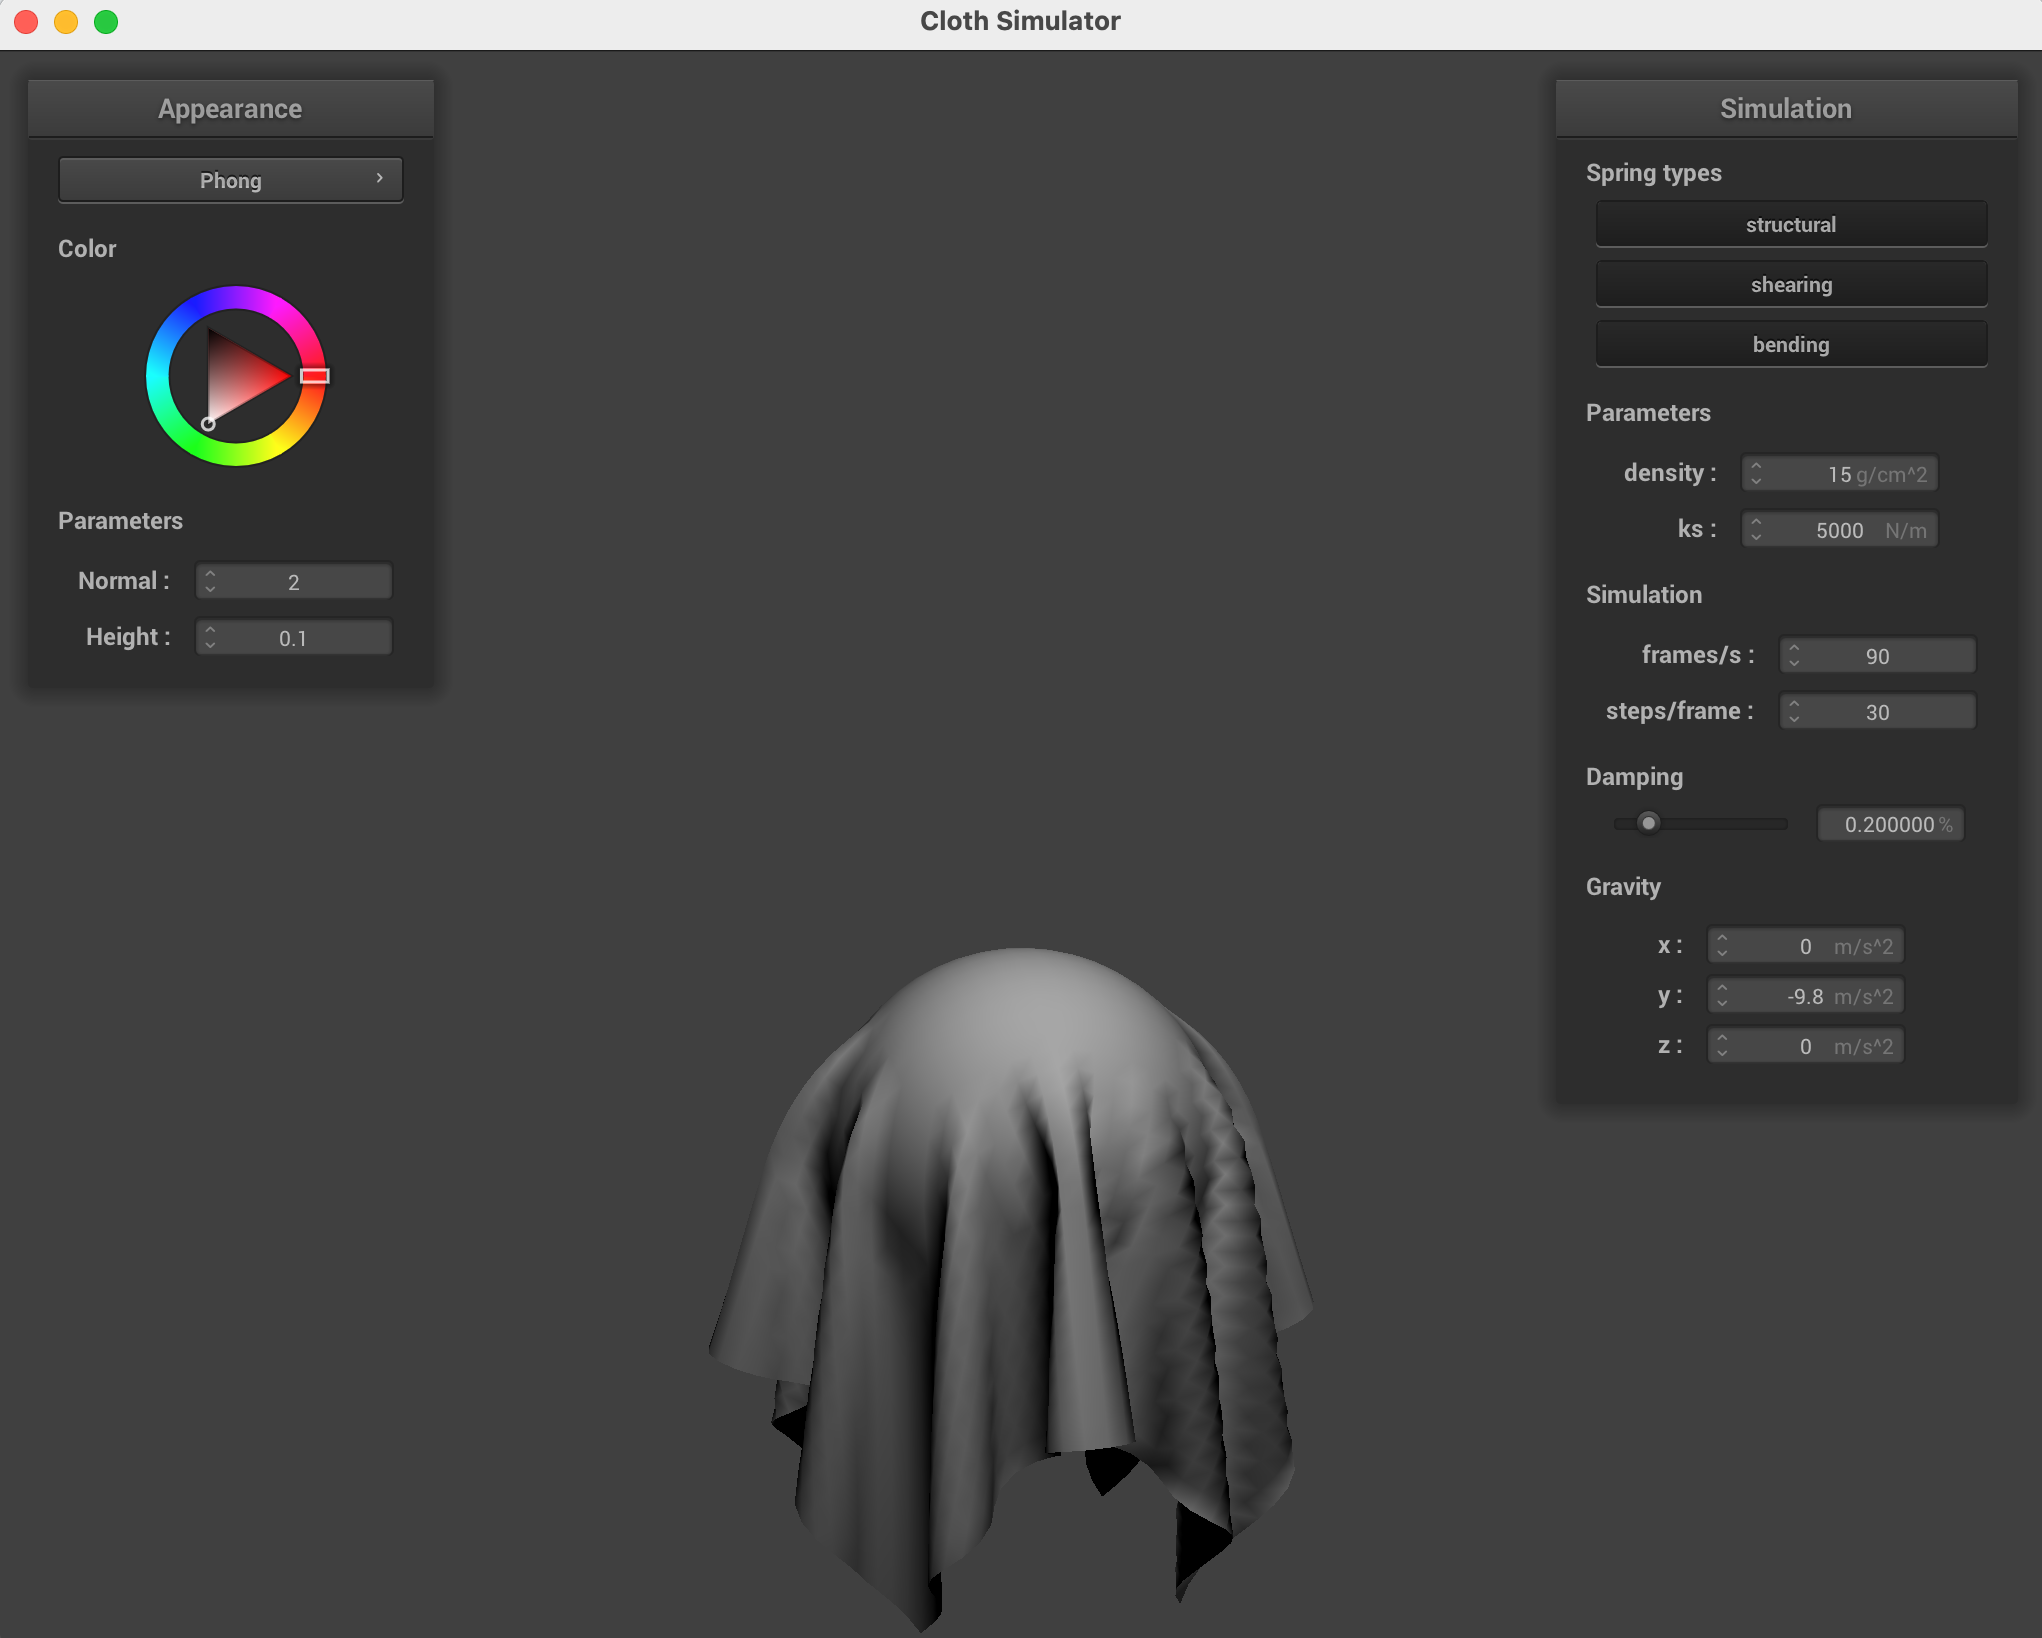 Cloth Simulator
Appearance
Phong
Color
Parameters
Normal : 2
Height : 0.1
Simulation
Spring types
structural
shearing
bending
Parameters
density : 15 g/cm^2
ks : 5000 N/m
Simulation
frames/s : 90
steps/frame : 30
Damping
0.200000 %
Gravity
x : 0 m/s^2
y : -9.8 m/s^2
z : 0 m/s^2